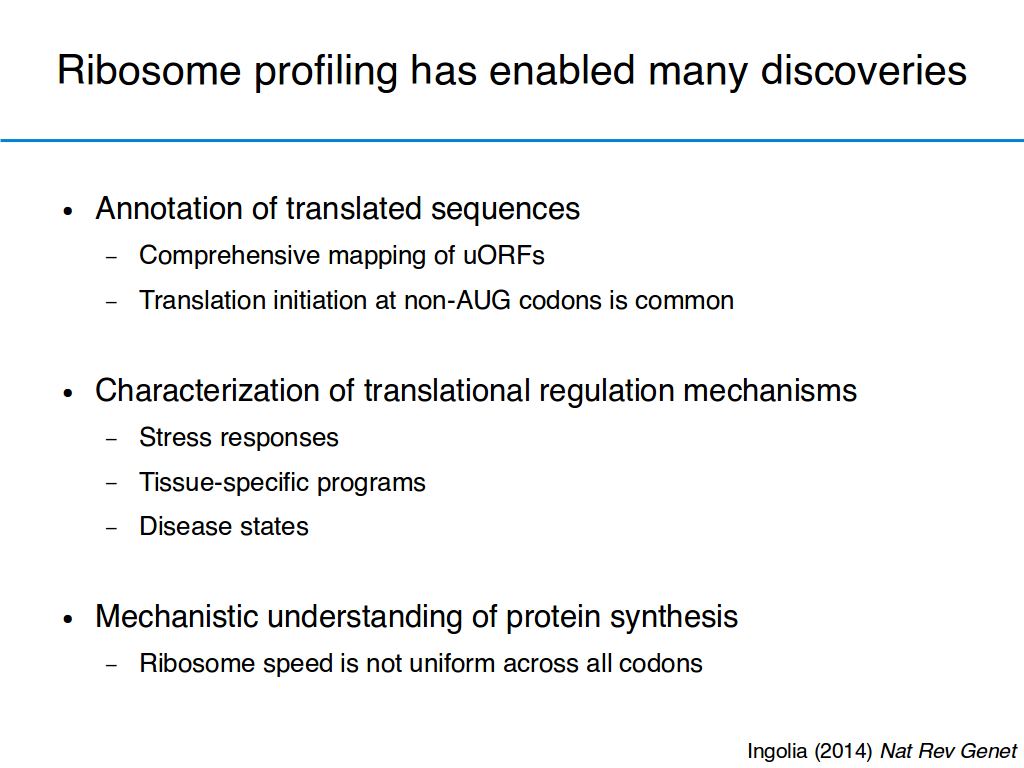 Ribosome profiling has enabled many discoveries
• Annotation of translated sequences
– Comprehensive mapping of uORFs
– Translation initiation at non-AUG codons is common
• Characterization of translational regulation mechanisms
– Stress responses
– Tissue-specific programs
– Disease states
• Mechanistic understanding of protein synthesis
– Ribosome speed is not uniform across all codons
Ingolia (2014) Nat Rev Genet